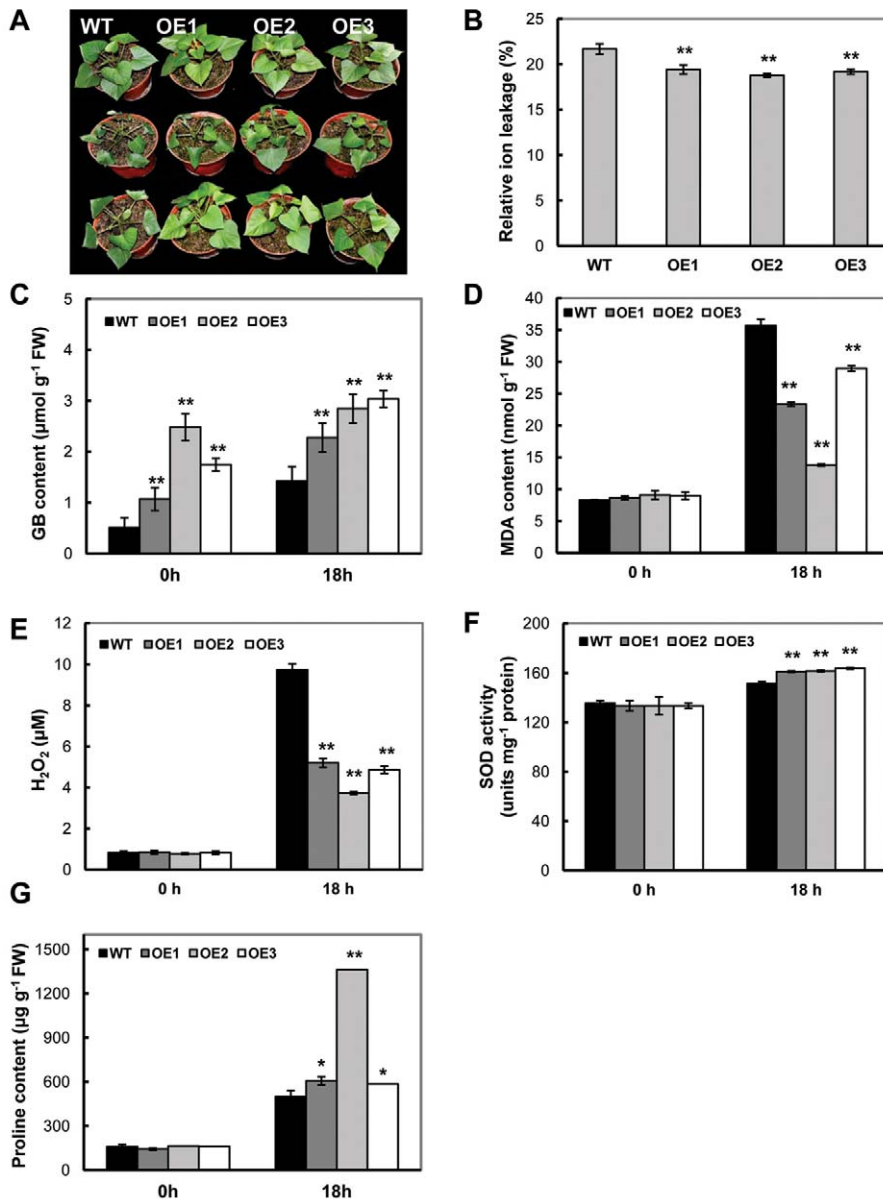 A
WT OE1 OE2 OE3
B
Relative ion leakage (%)
25
20
15
10
5
0
**
**
**
WT OE1 OE2 OE3
C
GB content (µmol g⁻¹ FW)
5
4
3
2
1
0
WT OE1 OE2 OE3
**
**
**
**
**
**
0h 18h
D
MDA content (nmol g⁻¹ FW)
40
35
30
25
20
15
10
5
0
WT OE1 OE2 OE3
**
**
**
0 h 18 h
E
H₂O₂ (µM)
12
10
8
6
4
2
0
WT OE1 OE2 OE3
**
**
**
0 h 18 h
F
SOD activity
(units mg⁻¹ protein)
200
160
120
80
40
0
WT OE1 OE2 OE3
**
**
**
0 h 18 h
G
Proline content (µg g⁻¹ FW)
1500
1200
900
600
300
0
WT OE1 OE2 OE3
*
**
*
0h 18h